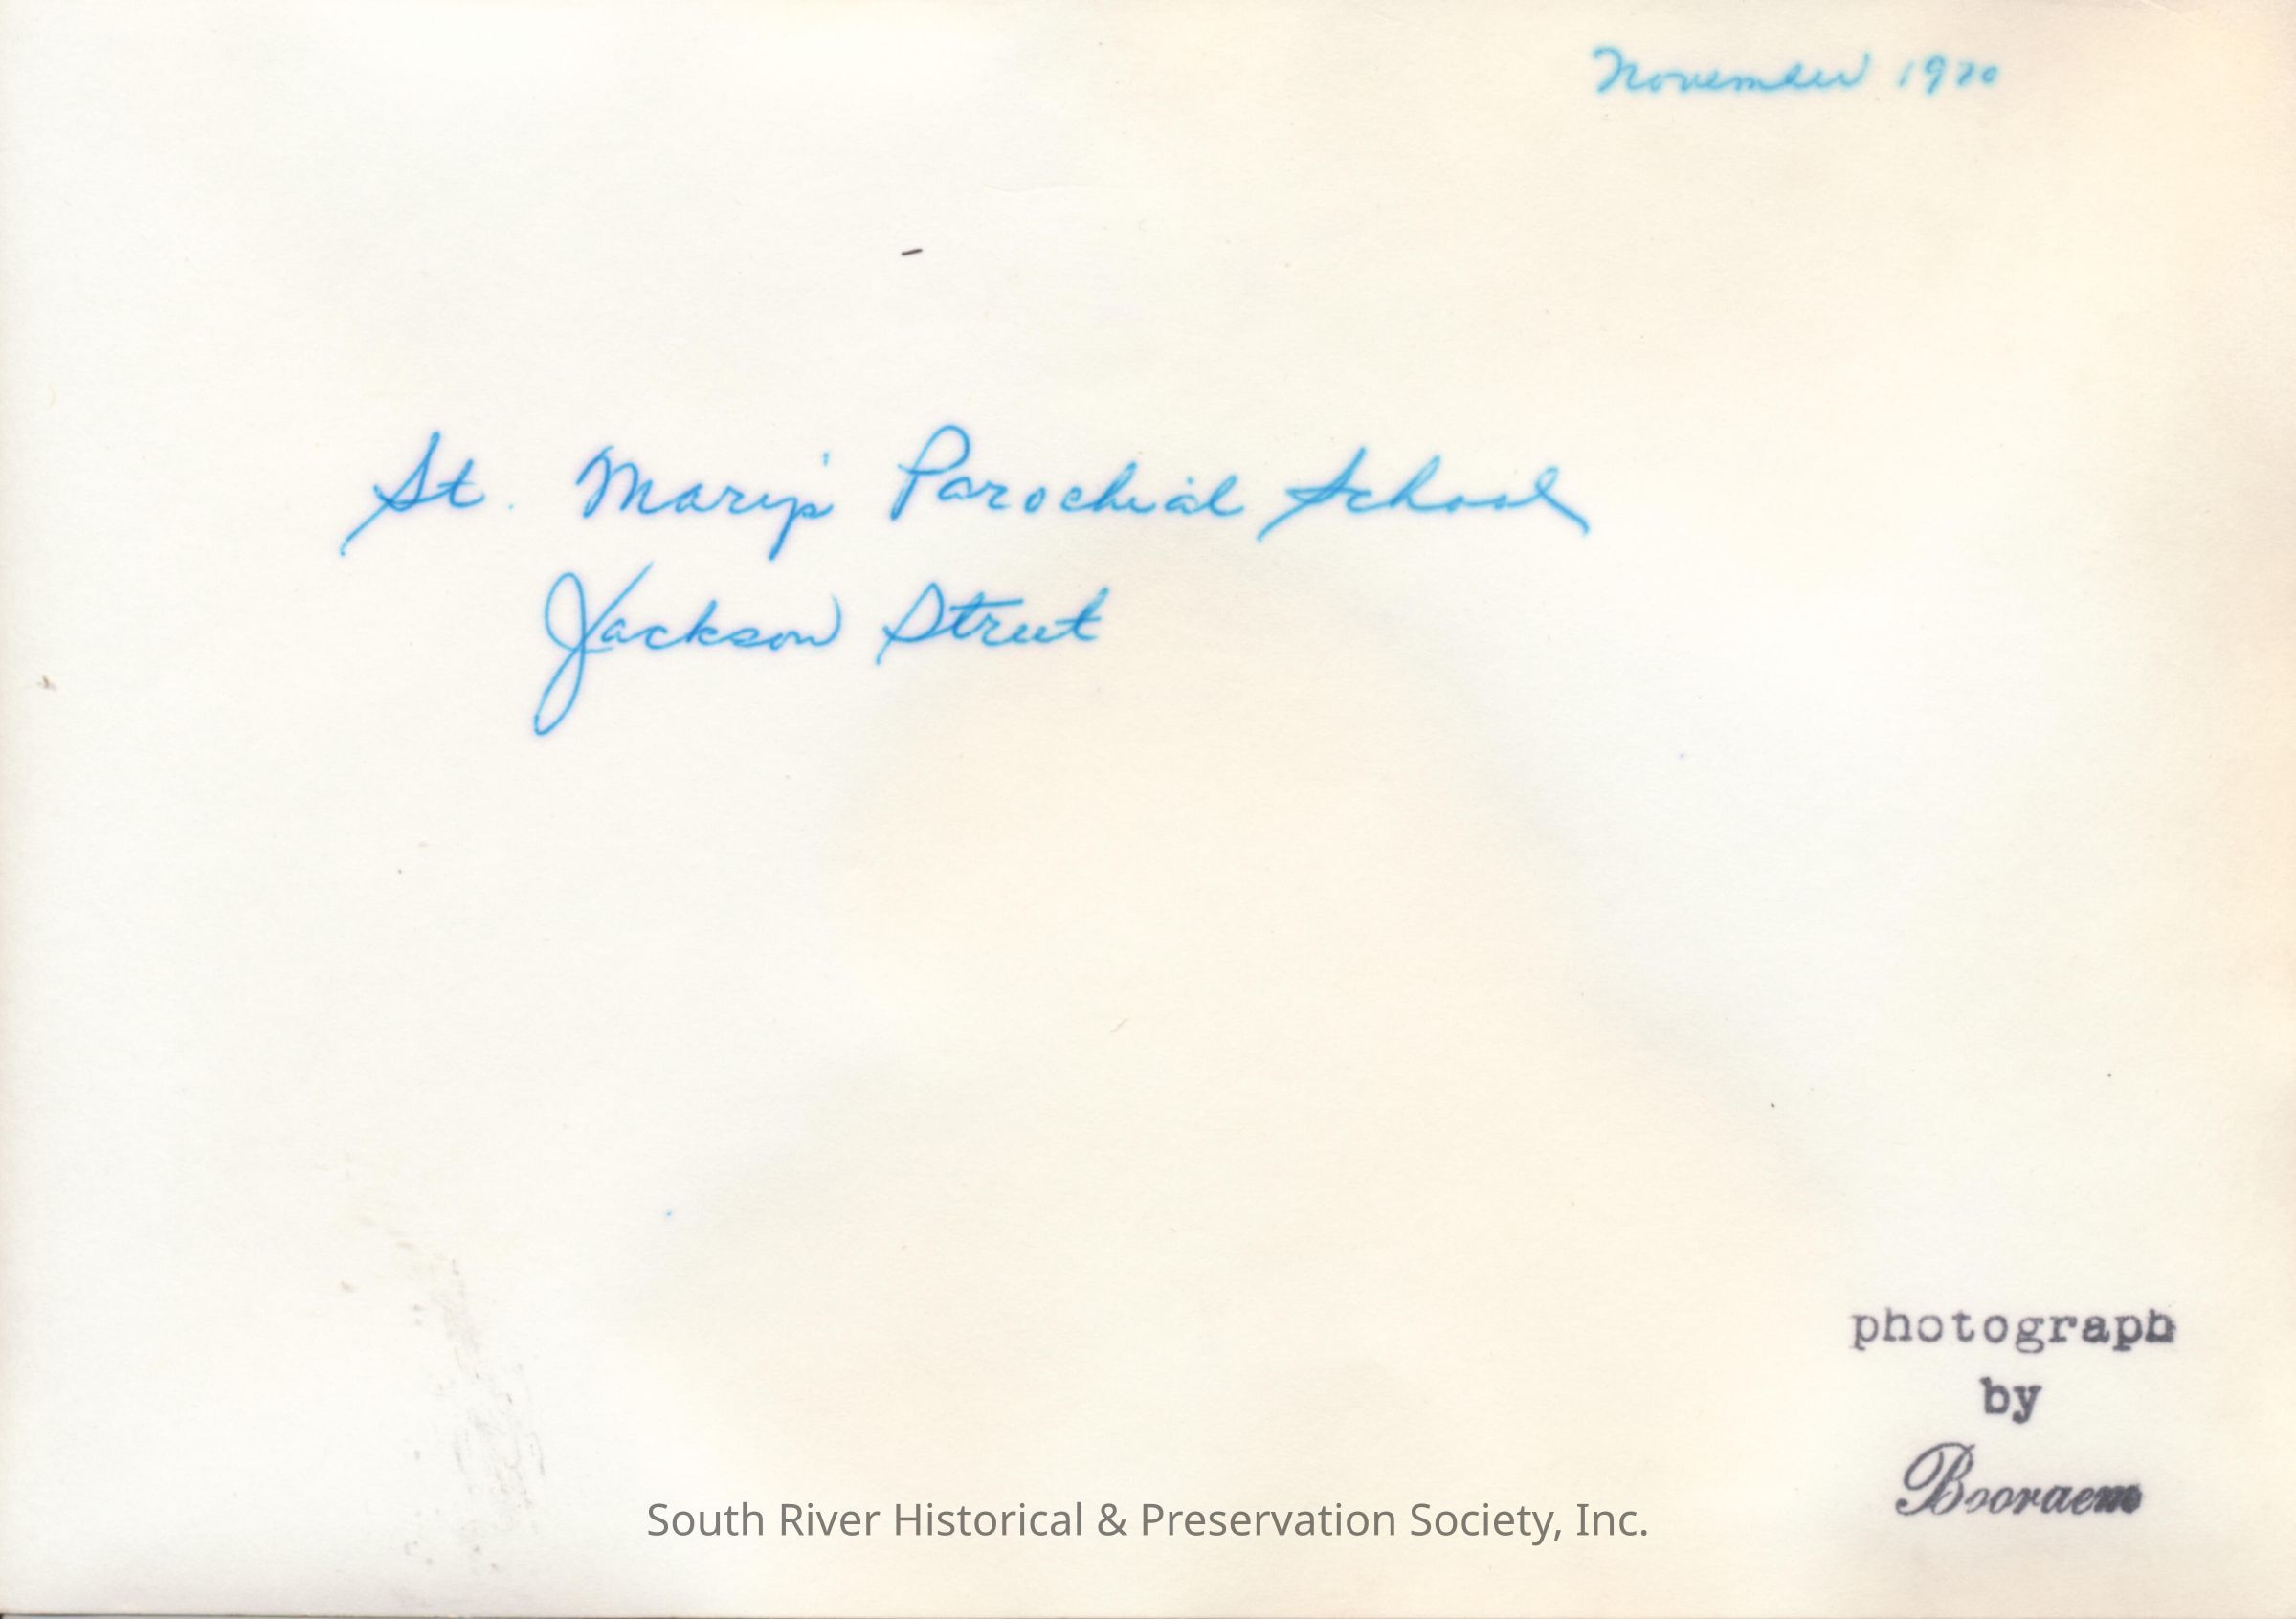 November 1970
St. Mary's Parochial School
Jackson Street
photograph
by
Booraem
South River Historical & Preservation Society, Inc.